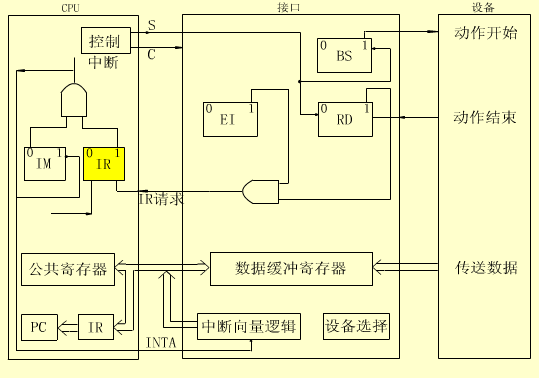 CPU
接口
设备
控制
S
C
中断
0 1
BS
动作开始
0 1
EI
0 1
RD
动作结束
0 1
IM
0 1
IR
IR请求
公共寄存器
数据缓冲寄存器
传送数据
PC
IR
中断向量逻辑
设备选择
INTA